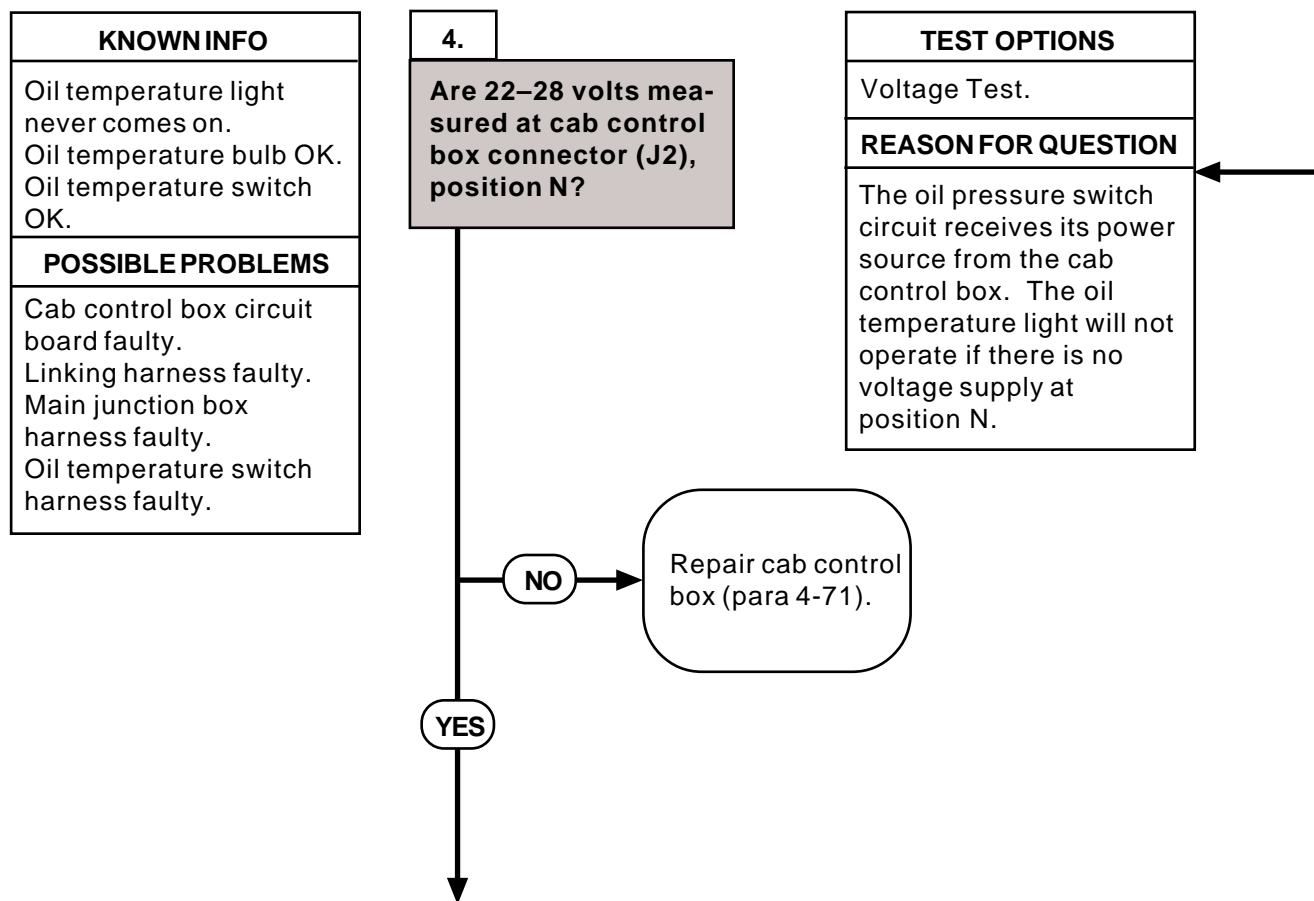 KNOWN INFO
Oil temperature light
never comes on.
Oil temperature bulb OK.
Oil temperature switch
OK.
POSSIBLE PROBLEMS
Cab control box circuit
board faulty.
Linking harness faulty.
Main junction box
harness faulty.
Oil temperature switch
harness faulty.
4.
Are 22–28 volts mea-
sured at cab control
box connector (J2),
position N?
TEST OPTIONS
Voltage Test.
REASON FOR QUESTION
The oil pressure switch
circuit receives its power
source from the cab
control box. The oil
temperature light will not
operate if there is no
voltage supply at
position N.
NO
Repair cab control
box (para 4-71).
YES